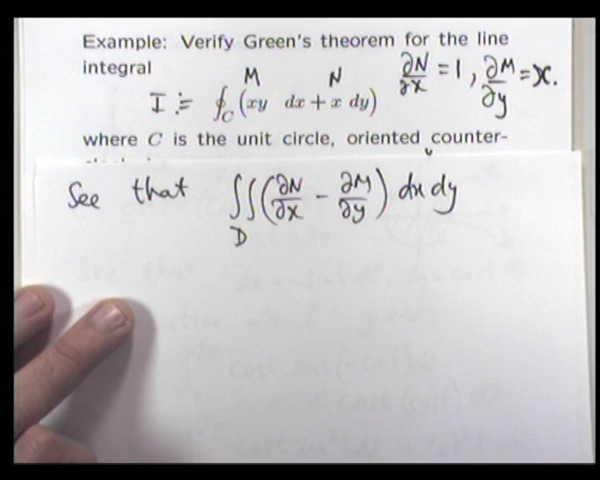 Example: Verify Green's theorem for the line
integral
M N ∂N/∂x = 1, ∂M/∂y = x.
I := ∮_C (xy dx + x dy)
where C is the unit circle, oriented counter-
See that ∬_D (∂N/∂x − ∂M/∂y) dx dy